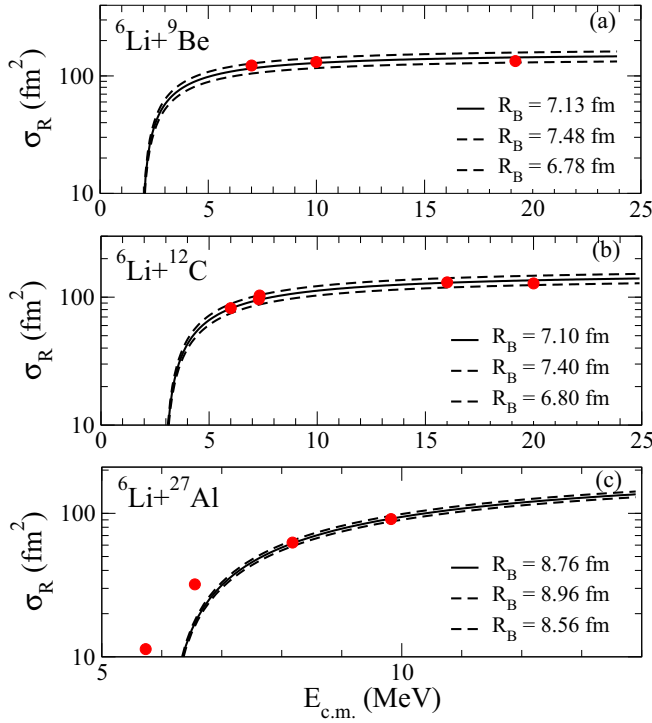 ⁶Li+⁹Be
(a)
σ_R (fm²)
100
10
R_B = 7.13 fm
R_B = 7.48 fm
R_B = 6.78 fm
0 5 10 15 20 25
⁶Li+¹²C
(b)
σ_R (fm²)
100
10
R_B = 7.10 fm
R_B = 7.40 fm
R_B = 6.80 fm
0 5 10 15 20 25
⁶Li+²⁷Al
(c)
σ_R (fm²)
100
10
R_B = 8.76 fm
R_B = 8.96 fm
R_B = 8.56 fm
5 10
E_c.m. (MeV)